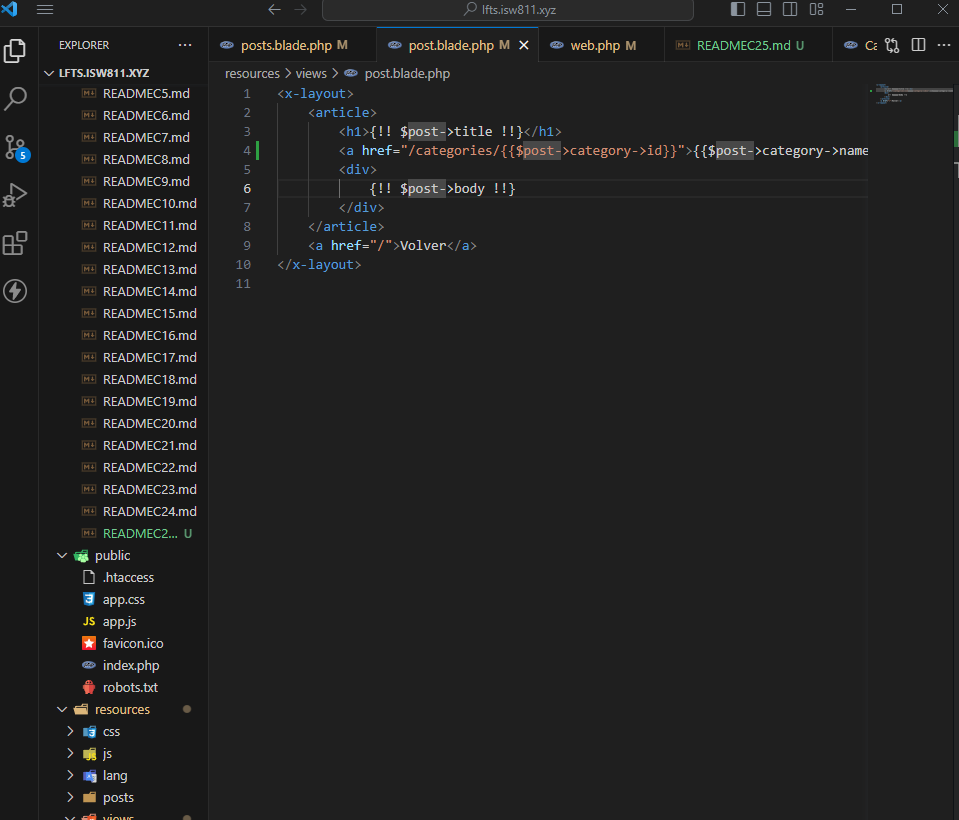 lfts.isw811.xyz
EXPLORER
LFTS.ISW811.XYZ
READMEC5.md
READMEC6.md
READMEC7.md
READMEC8.md
READMEC9.md
READMEC10.md
READMEC11.md
READMEC12.md
READMEC13.md
READMEC14.md
READMEC15.md
READMEC16.md
READMEC17.md
READMEC18.md
READMEC19.md
READMEC20.md
READMEC21.md
READMEC22.md
READMEC23.md
READMEC24.md
READMEC2... U
public
.htaccess
app.css
JS app.js
favicon.ico
index.php
robots.txt
resources
css
js
lang
posts
views
5
posts.blade.php M
post.blade.php M
web.php M
READMEC25.md U
Ca
resources > views > post.blade.php
1 <x-layout>
2 <article>
3 <h1>{!! $post->title !!}</h1>
4 <a href="/categories/{{$post->category->id}}">{{$post->category->name
5 <div>
6 {!! $post->body !!}
7 </div>
8 </article>
9 <a href="/">Volver</a>
10 </x-layout>
11